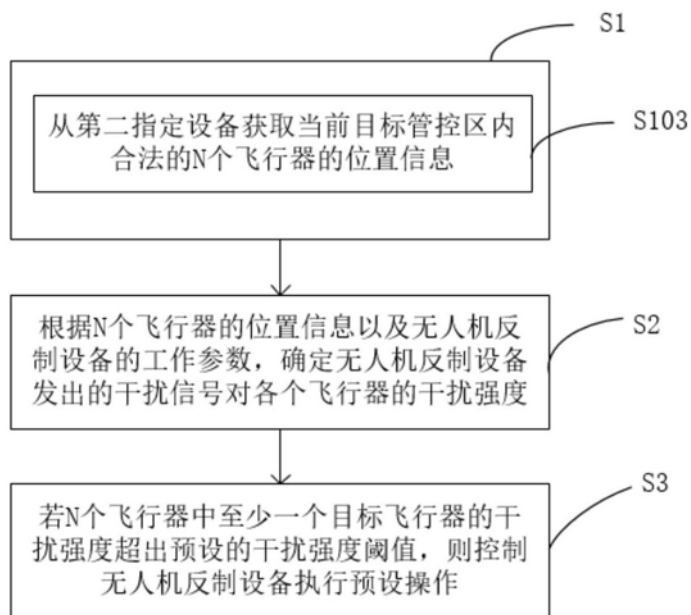 S1
从第二指定设备获取当前目标管控区内
合法的N个飞行器的位置信息
S103
根据N个飞行器的位置信息以及无人机反
制设备的工作参数，确定无人机反制设备
发出的干扰信号对各个飞行器的干扰强度
S2
若N个飞行器中至少一个目标飞行器的干
扰强度超出预设的干扰强度阈值，则控制
无人机反制设备执行预设操作
S3